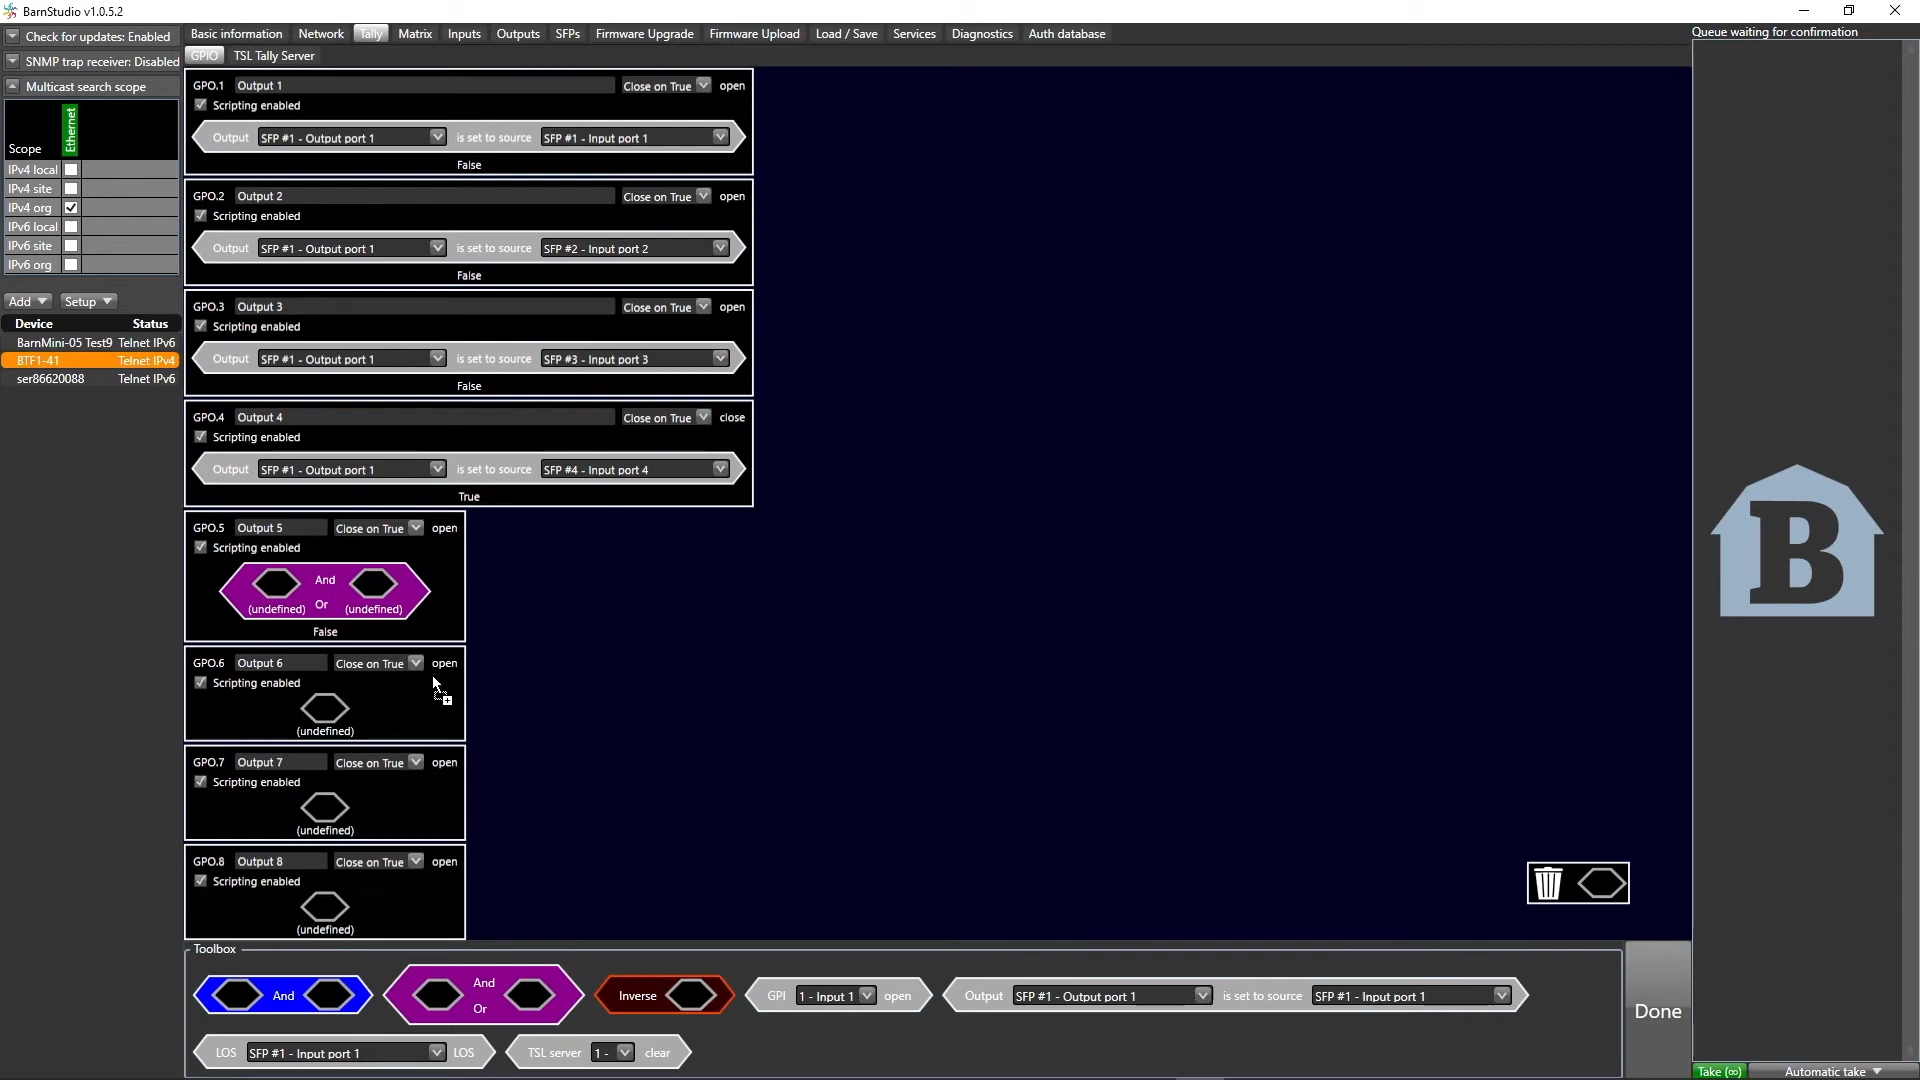 BarnStudio v1.0.5.2
Check for updates: Enabled
SNMP trap receiver: Disabled
Multicast search scope
Scope
Ethernet
IPv4 local
IPv4 site
IPv4 org
IPv6 local
IPv6 site
IPv6 org
Add Setup
Device Status
BarnMini-05 Test9 Telnet IPv6
BTF1-41 Telnet IPv4
ser86620088 Telnet IPv6
Basic information Network Tally Matrix Inputs Outputs SFPs Firmware Upgrade Firmware Upload Load / Save Services Diagnostics Auth database
GPIO TSL Tally Server
GPO.1 Output 1 Close on True open
Scripting enabled
Output SFP #1 - Output port 1 is set to source SFP #1 - Input port 1
False
GPO.2 Output 2 Close on True open
Scripting enabled
Output SFP #1 - Output port 1 is set to source SFP #2 - Input port 2
False
GPO.3 Output 3 Close on True open
Scripting enabled
Output SFP #1 - Output port 1 is set to source SFP #3 - Input port 3
False
GPO.4 Output 4 Close on True close
Scripting enabled
Output SFP #1 - Output port 1 is set to source SFP #4 - Input port 4
True
GPO.5 Output 5 Close on True open
Scripting enabled
And
(undefined) Or (undefined)
False
GPO.6 Output 6 Close on True open
Scripting enabled
(undefined)
GPO.7 Output 7 Close on True open
Scripting enabled
(undefined)
GPO.8 Output 8 Close on True open
Scripting enabled
(undefined)
Toolbox
And
And
Or
Inverse
GPI 1 - Input 1 open
Output SFP #1 - Output port 1 is set to source SFP #1 - Input port 1
LOS SFP #1 - Input port 1 LOS
TSL server 1 - clear
Done
Queue waiting for confirmation
B
Take (∞) Automatic take